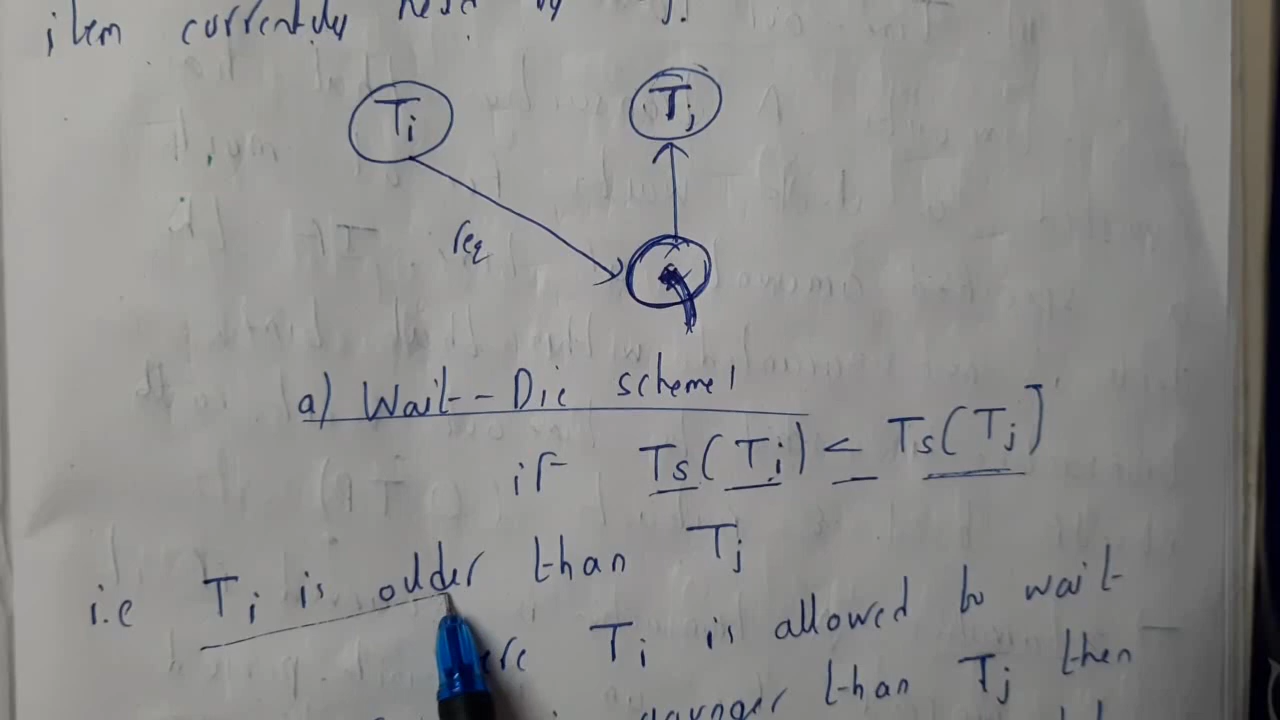 item currently
Ti
Tj
req
a) Wait-Die scheme
if Ts(Ti) < Ts(Tj)
i.e Ti is oulder than Tj
Ti is allowed to wait
than Tj then